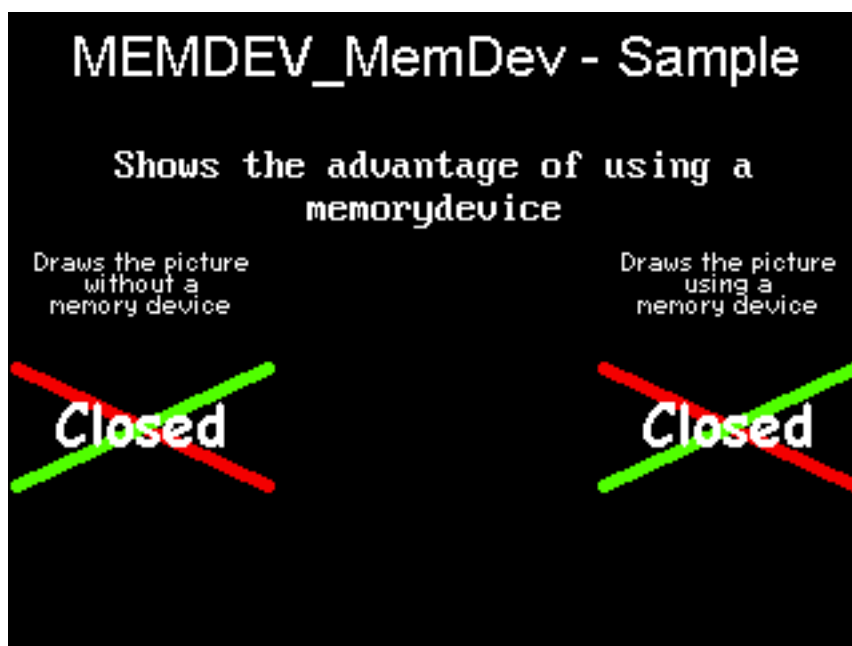 MEMDEV_MemDev - Sample
Shows the advantage of using a
memorydevice
Draws the picture
without a
memory device
Draws the picture
using a
memory device
Closed
Closed